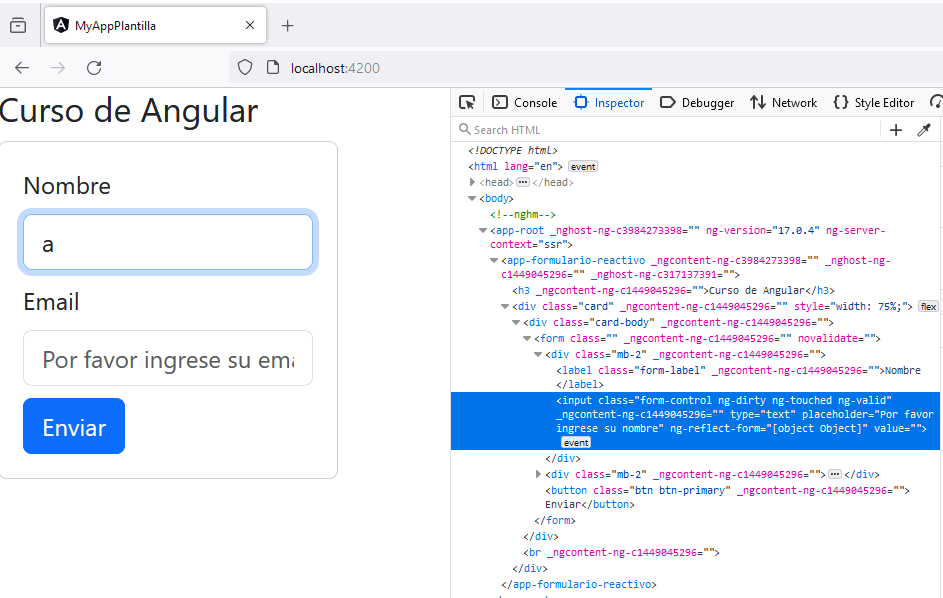 MyAppPlantilla
localhost:4200
Curso de Angular
Nombre
a
Email
Por favor ingrese su ema
Enviar
Console Inspector Debugger Network Style Editor
Search HTML
<!DOCTYPE html>
<html lang="en"> event
<head> ••• </head>
<body>
<!--nghm-->
<app-root _nghost-ng-c3984273398="" ng-version="17.0.4" ng-server-
context="ssr">
<app-formulario-reactivo _ngcontent-ng-c3984273398="" _nghost-ng-
c1449045296="" _nghost-ng-c317137391="">
<h3 _ngcontent-ng-c1449045296="">Curso de Angular</h3>
<div class="card" _ngcontent-ng-c1449045296="" style="width: 75%;"> flex
<div class="card-body" _ngcontent-ng-c1449045296="">
<form class="" _ngcontent-ng-c1449045296="" novalidate="">
<div class="mb-2" _ngcontent-ng-c1449045296="">
<label class="form-label" _ngcontent-ng-c1449045296="">Nombre
</label>
<input class="form-control ng-dirty ng-touched ng-valid"
_ngcontent-ng-c1449045296="" type="text" placeholder="Por favor
ingrese su nombre" ng-reflect-form="[object Object]" value="">
event
</div>
<div class="mb-2" _ngcontent-ng-c1449045296=""> ••• </div>
<button class="btn btn-primary" _ngcontent-ng-c1449045296="">
Enviar</button>
</form>
</div>
<br _ngcontent-ng-c1449045296="">
</div>
</app-formulario-reactivo>